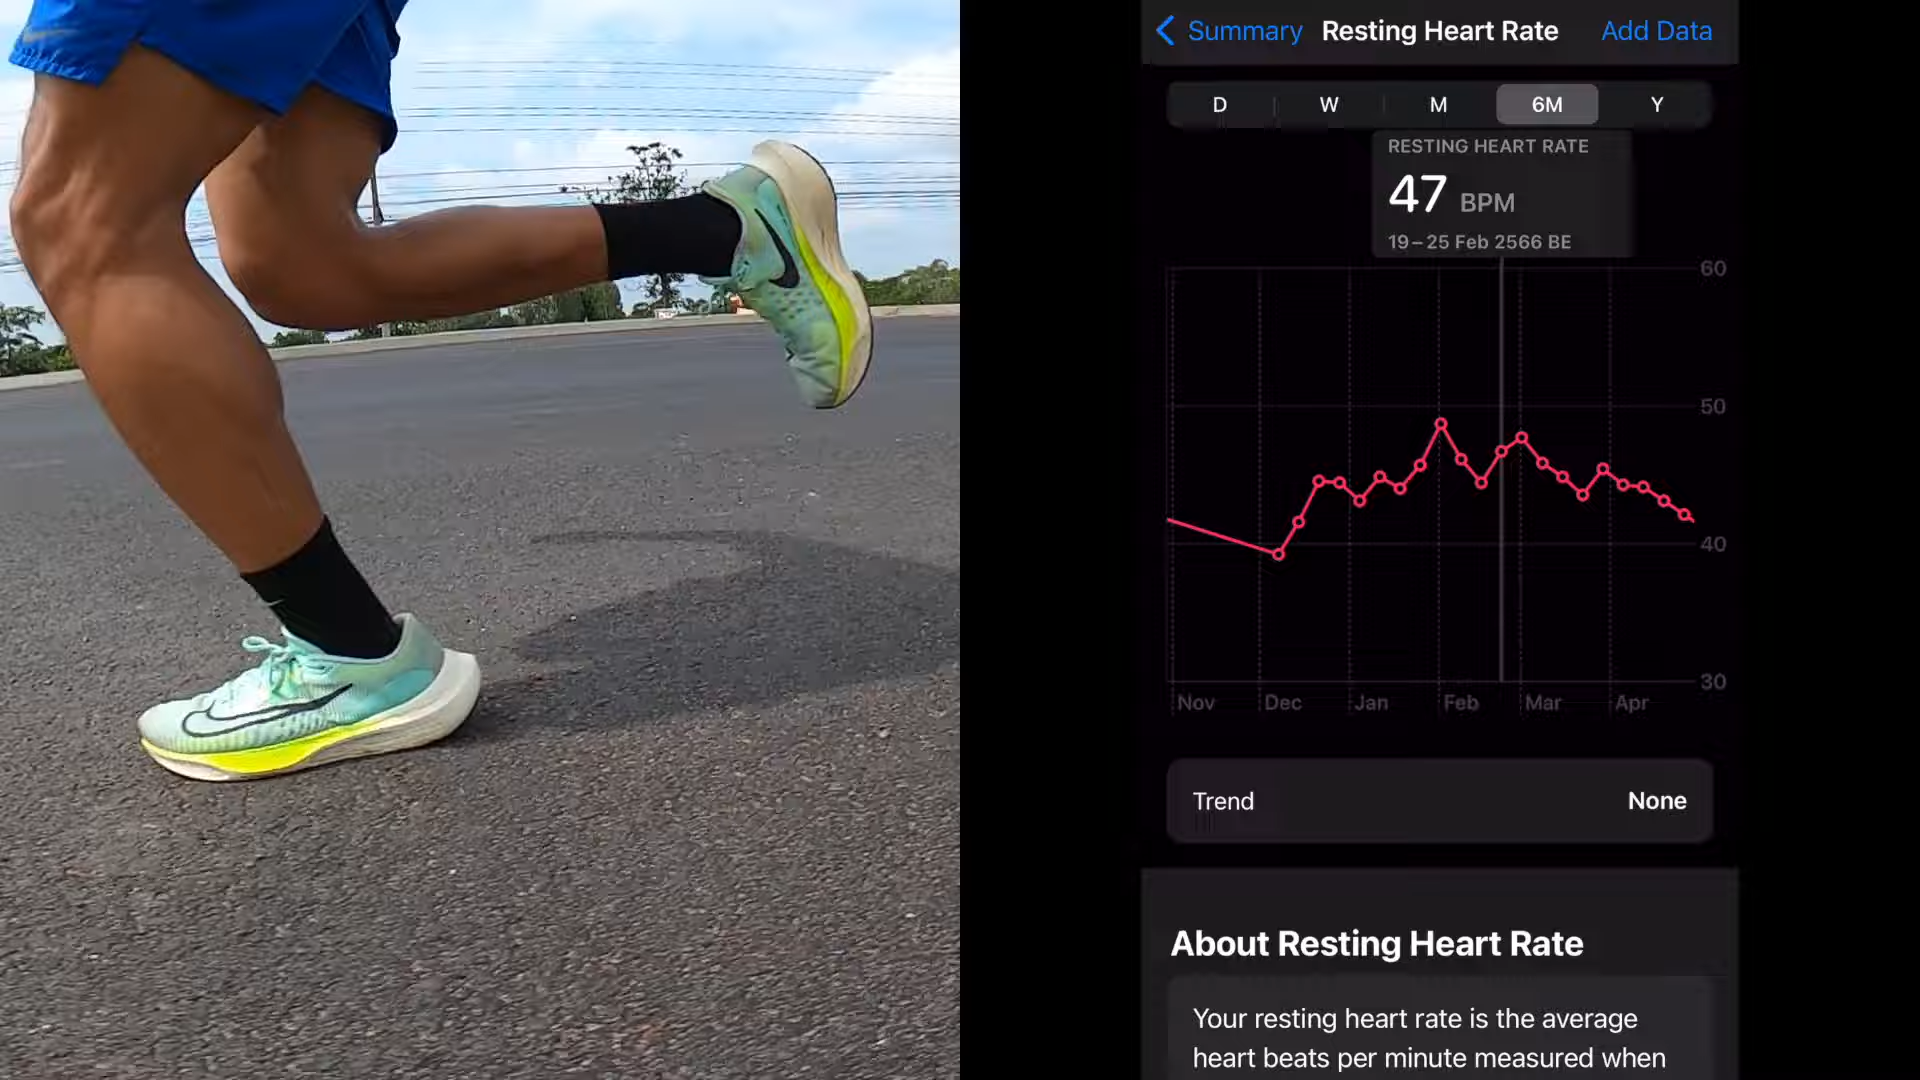 Summary Resting Heart Rate Add Data
D W M 6M Y
RESTING HEART RATE
47 BPM
19–25 Feb 2566 BE
60
50
40
30
Nov Dec Jan Feb Mar Apr
Trend None
About Resting Heart Rate
Your resting heart rate is the average
heart beats per minute measured when